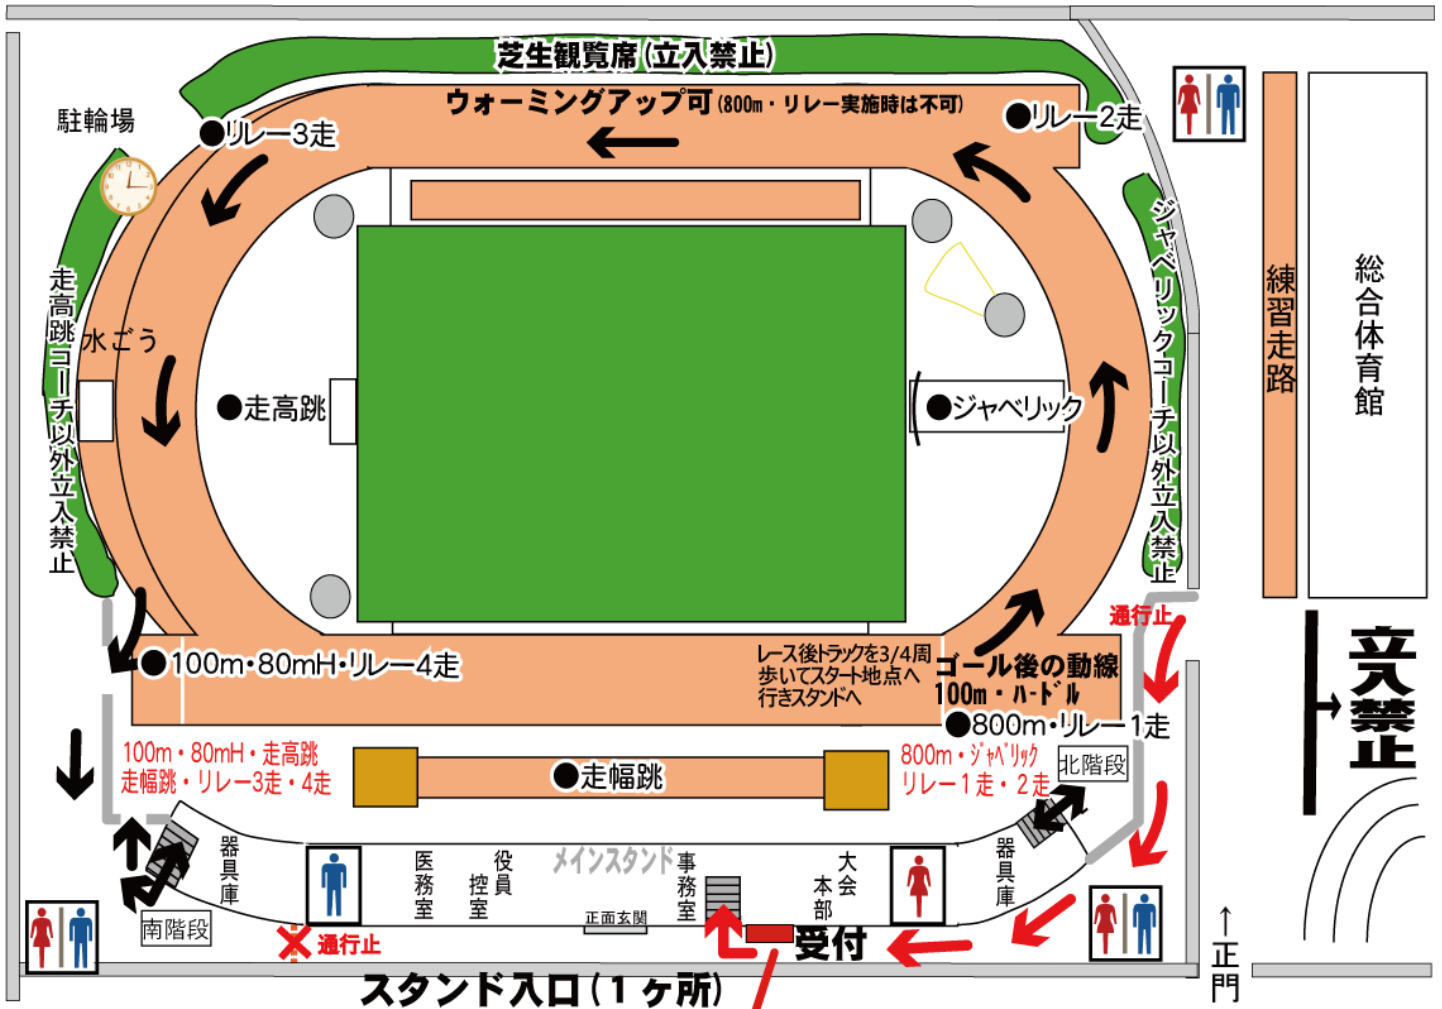 芝生観覧席(立入禁止)
ウォーミングアップ可(800m・リレー実施時は不可)
駐輪場
●リレー3走
●リレー2走
走高跳コーチ以外立入禁止
水ごう
●走高跳
●ジャベリック
ジャベリックコーチ以外立入禁止
練習走路
総合体育館
通行止
立入禁止
●100m・80mH・リレー4走
レース後トラックを3/4周
歩いてスタート地点へ
行きスタンドへ
ゴール後の動線
100m・ハードル
●800m・リレー1走
100m・80mH・走高跳
走幅跳・リレー3走・4走
●走幅跳
800m・ジャベリック
リレー1走・2走
北階段
器具庫
医務室
役員
控室
メインスタンド
事務室
大会
本部
器具庫
南階段
通行止
正面玄関
受付
スタンド入口(1ヶ所)
←正門